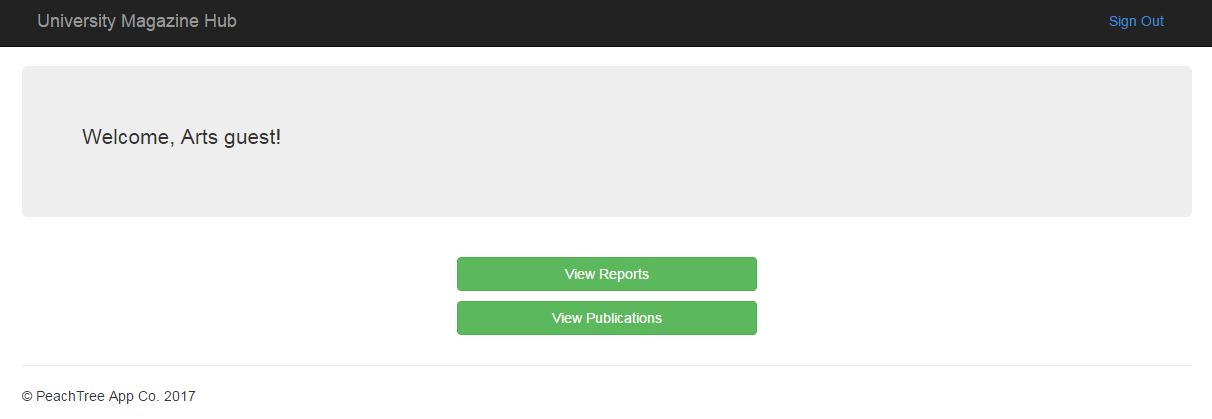 University Magazine Hub
Sign Out
Welcome, Arts guest!
View Reports
View Publications
© PeachTree App Co. 2017